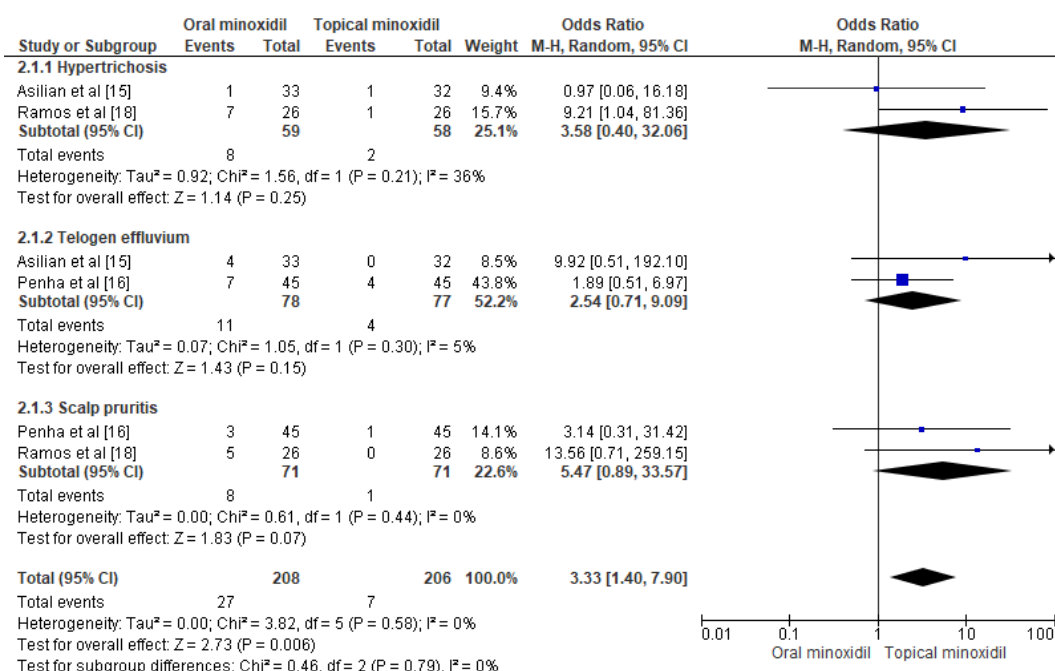 Oral minoxidil Topical minoxidil Odds Ratio Odds Ratio
Study or Subgroup Events Total Events Total Weight M-H, Random, 95% CI M-H, Random, 95% CI
2.1.1 Hypertrichosis
Asilian et al [15] 1 33 1 32 9.4% 0.97 [0.06, 16.18]
Ramos et al [18] 7 26 1 26 15.7% 9.21 [1.04, 81.36]
Subtotal (95% CI) 59 58 25.1% 3.58 [0.40, 32.06]
Total events 8 2
Heterogeneity: Tau² = 0.92; Chi² = 1.56, df = 1 (P = 0.21); I² = 36%
Test for overall effect: Z = 1.14 (P = 0.25)
2.1.2 Telogen effluvium
Asilian et al [15] 4 33 0 32 8.5% 9.92 [0.51, 192.10]
Penha et al [16] 7 45 4 45 43.8% 1.89 [0.51, 6.97]
Subtotal (95% CI) 78 77 52.2% 2.54 [0.71, 9.09]
Total events 11 4
Heterogeneity: Tau² = 0.07; Chi² = 1.05, df = 1 (P = 0.30); I² = 5%
Test for overall effect: Z = 1.43 (P = 0.15)
2.1.3 Scalp pruritis
Penha et al [16] 3 45 1 45 14.1% 3.14 [0.31, 31.42]
Ramos et al [18] 5 26 0 26 8.6% 13.56 [0.71, 259.15]
Subtotal (95% CI) 71 71 22.6% 5.47 [0.89, 33.57]
Total events 8 1
Heterogeneity: Tau² = 0.00; Chi² = 0.61, df = 1 (P = 0.44); I² = 0%
Test for overall effect: Z = 1.83 (P = 0.07)
Total (95% CI) 208 206 100.0% 3.33 [1.40, 7.90]
Total events 27 7
Heterogeneity: Tau² = 0.00; Chi² = 3.82, df = 5 (P = 0.58); I² = 0%
Test for overall effect: Z = 2.73 (P = 0.006)
Test for subgroup differences: Chi² = 0.46, df = 2 (P = 0.79), I² = 0%
0.01 0.1 1 10 100
Oral minoxidil Topical minoxidil